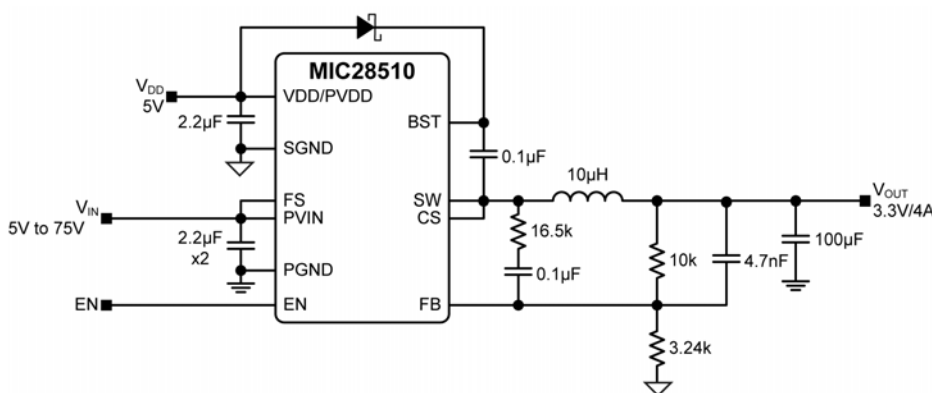 MIC28510
VDD
5V
VDD/PVDD
2.2µF
BST
SGND
0.1µF
10µH
VIN
5V to 75V
FS
PVIN
SW
CS
VOUT
3.3V/4A
16.5k
2.2µF
x2
10k
4.7nF
100µF
PGND
0.1µF
EN
EN
FB
3.24k